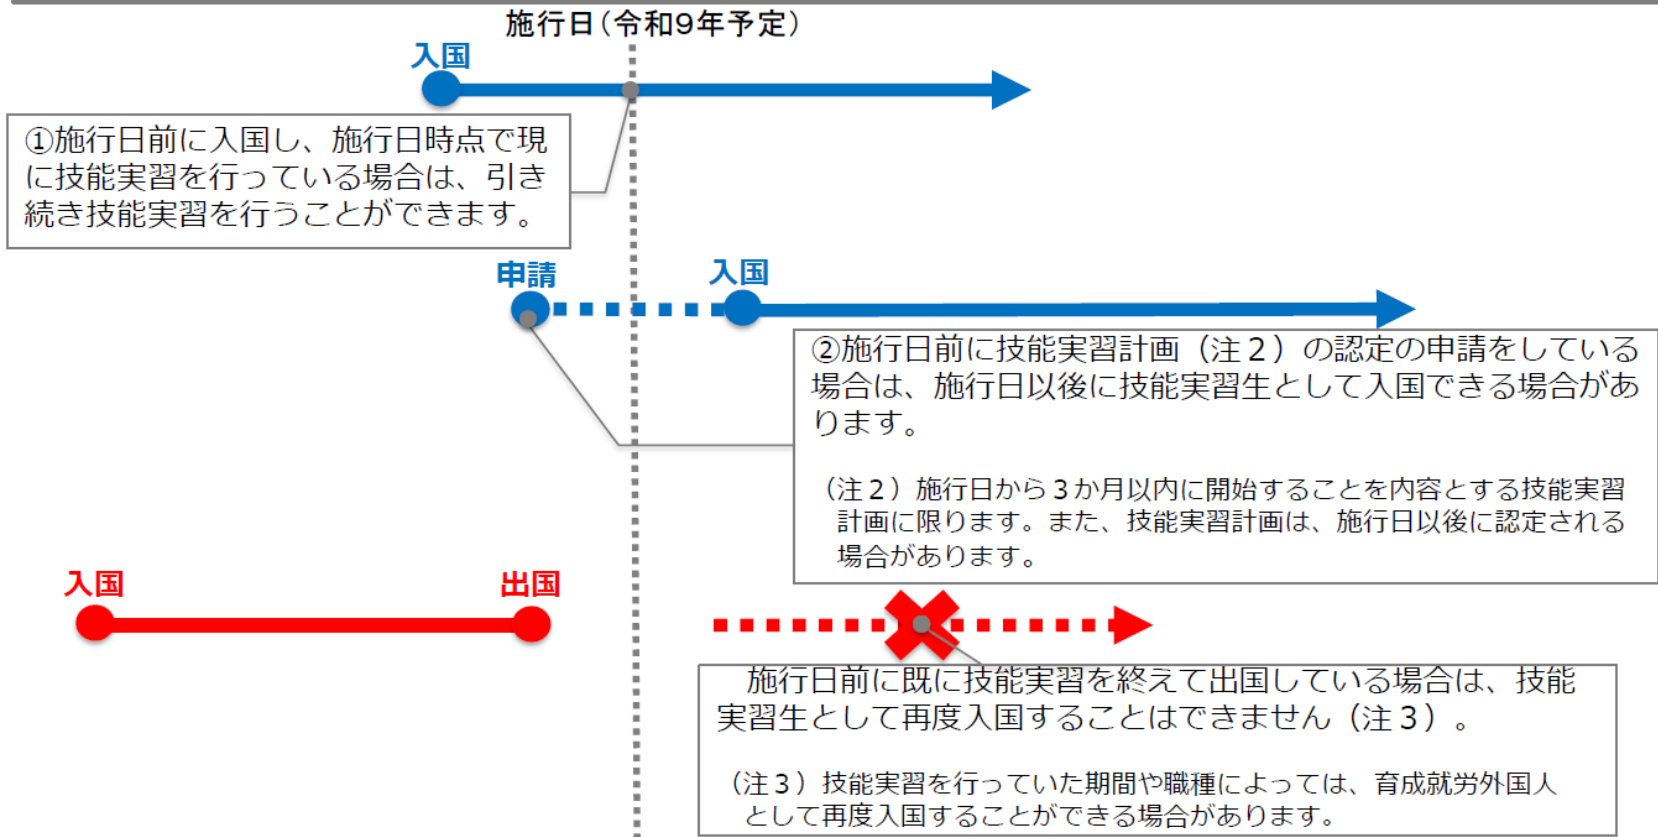 施行日(令和9年予定)
入国
①施行日前に入国し、施行日時点で現
に技能実習を行っている場合は、引き
続き技能実習を行うことができます。
申請
入国
②施行日前に技能実習計画(注2)の認定の申請をしている
場合は、施行日以後に技能実習生として入国できる場合があ
ります。
(注2)施行日から3か月以内に開始することを内容とする技能実習
計画に限ります。また、技能実習計画は、施行日以後に認定される
場合があります。
入国
出国
施行日前に既に技能実習を終えて出国している場合は、技能
実習生として再度入国することはできません(注3)。
(注3)技能実習を行っていた期間や職種によっては、育成就労外国人
として再度入国することができる場合があります。